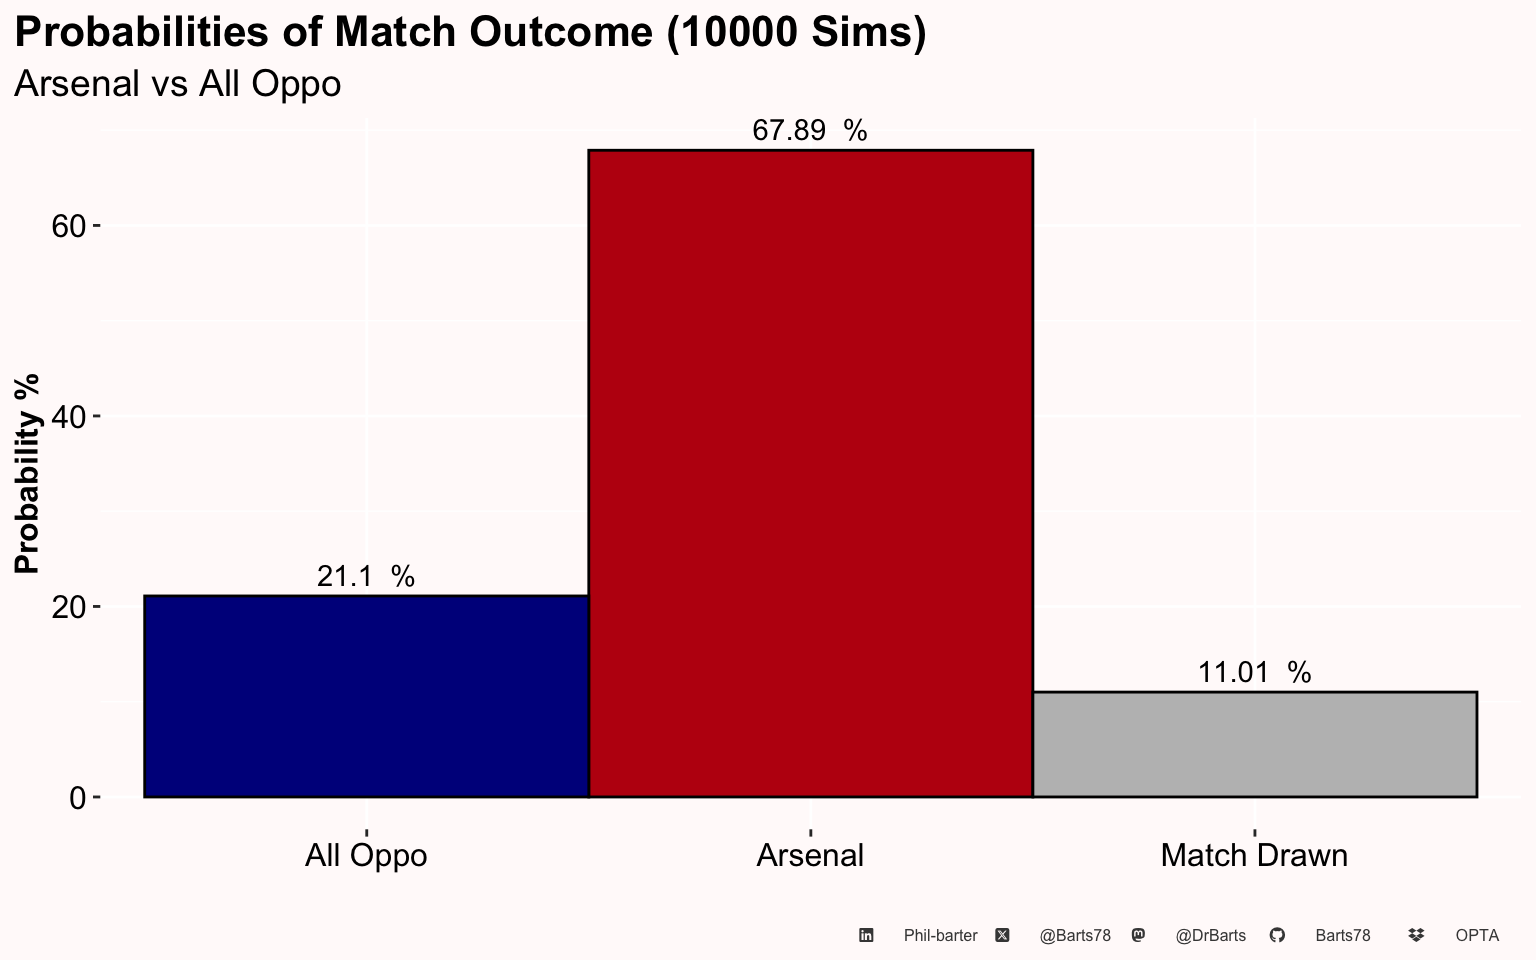 Probabilities of Match Outcome (10000 Sims)
Arsenal vs All Oppo
67.89 %
60
Probability %
40
21.1 %
20
11.01 %
0
All Oppo Arsenal Match Drawn
Phil-barter @Barts78 @DrBarts Barts78 OPTA